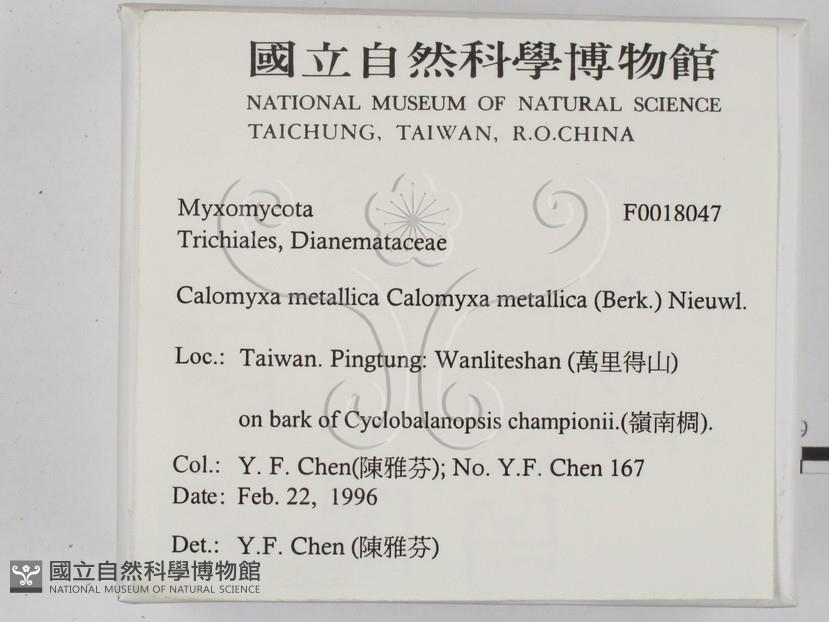 國立自然科學博物館
NATIONAL MUSEUM OF NATURAL SCIENCE
TAICHUNG, TAIWAN, R.O.CHINA
Myxomycota F0018047
Trichiales, Dianemataceae
Calomyxa metallica Calomyxa metallica (Berk.) Nieuwl.
Loc.: Taiwan. Pingtung: Wanliteshan (萬里得山)
on bark of Cyclobalanopsis championii.(嶺南椆).
Col.: Y. F. Chen(陳雅芬); No. Y.F. Chen 167
Date: Feb. 22, 1996
Det.: Y.F. Chen (陳雅芬)
國立自然科學博物館
NATIONAL MUSEUM OF NATURAL SCIENCE